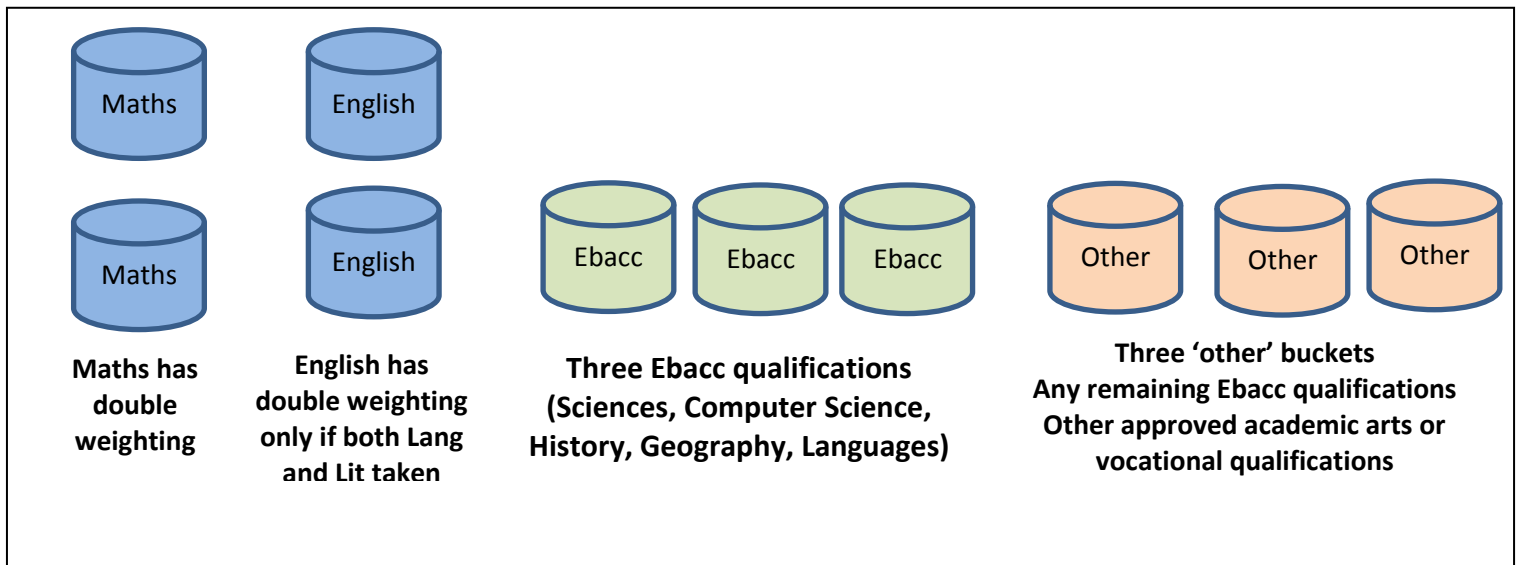 Maths
English
Maths
English
Ebacc
Ebacc
Ebacc
Other
Other
Other
Maths has
double
weighting
English has
double weighting
only if both Lang
and Lit taken
Three Ebacc qualifications
(Sciences, Computer Science,
History, Geography, Languages)
Three ‘other’ buckets
Any remaining Ebacc qualifications
Other approved academic arts or
vocational qualifications